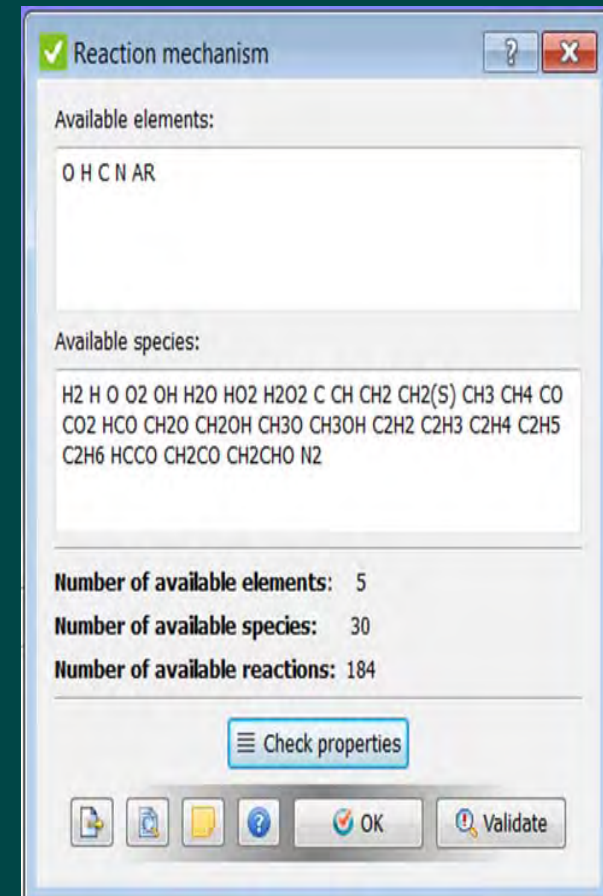 Reaction mechanism
Available elements:
O H C N AR
Available species:
H2 H O O2 OH H2O HO2 H2O2 C CH CH2 CH2(S) CH3 CH4 CO
CO2 HCO CH2O CH2OH CH3O CH3OH C2H2 C2H3 C2H4 C2H5
C2H6 HCCO CH2CO CH2CHO N2
Number of available elements: 5
Number of available species: 30
Number of available reactions: 184
Check properties
OK Validate